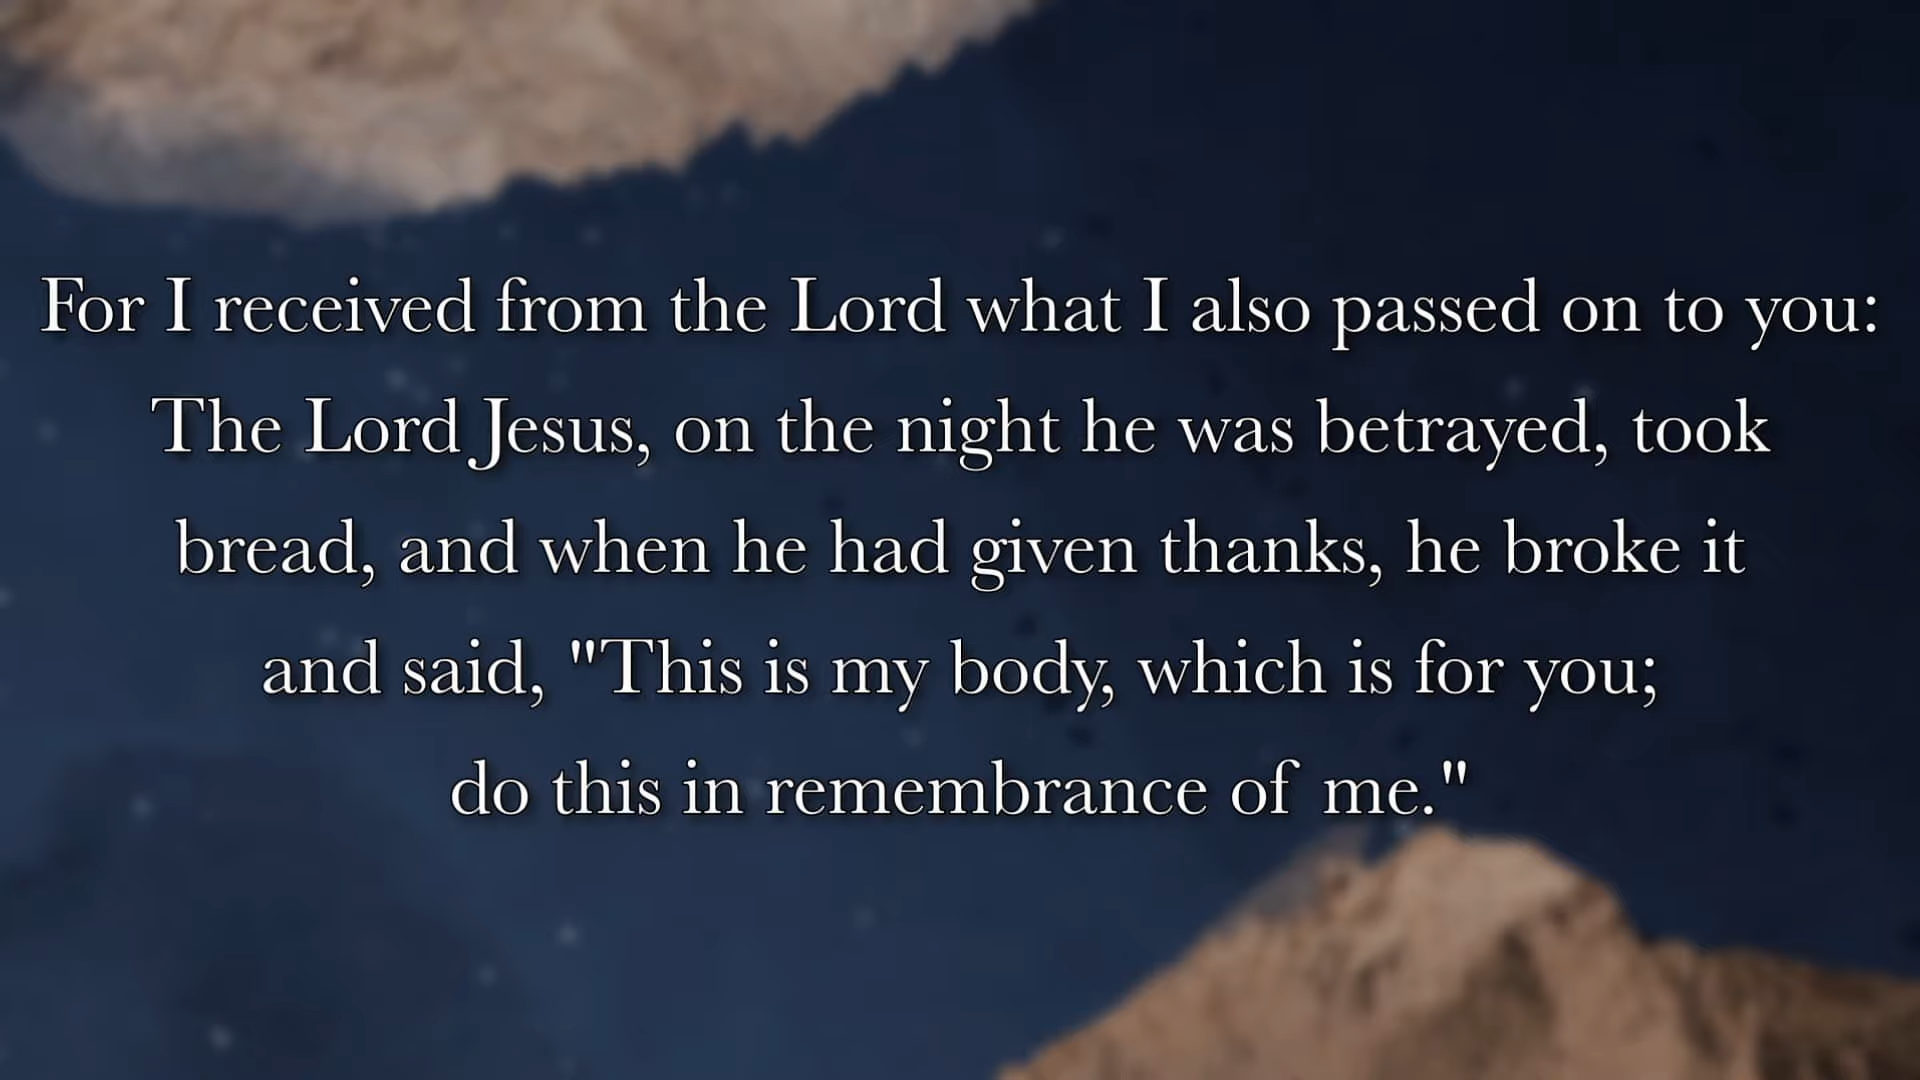 For I received from the Lord what I also passed on to you:
The Lord Jesus, on the night he was betrayed, took
bread, and when he had given thanks, he broke it
and said, "This is my body, which is for you;
do this in remembrance of me."